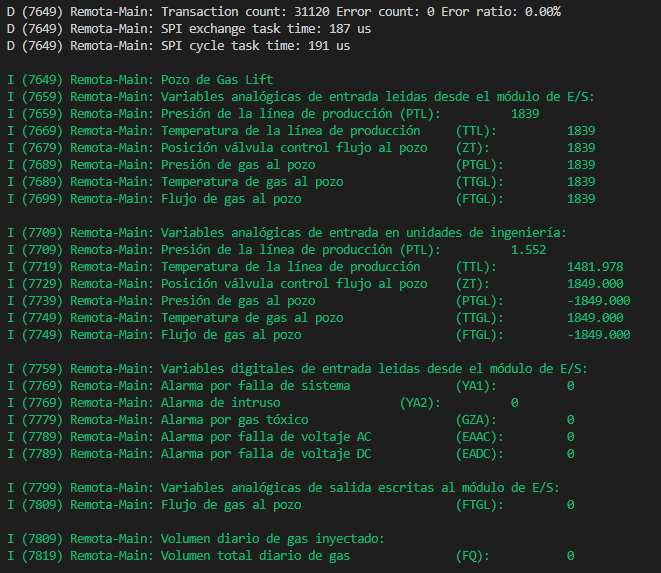 D (7649) Remota-Main: Transaction count: 31120 Error count: 0 Eror ratio: 0.00%
D (7649) Remota-Main: SPI exchange task time: 187 us
D (7649) Remota-Main: SPI cycle task time: 191 us
I (7649) Remota-Main: Pozo de Gas Lift
I (7659) Remota-Main: Variables analógicas de entrada leidas desde el módulo de E/S:
I (7659) Remota-Main: Presión de la línea de producción (PTL): 1839
I (7669) Remota-Main: Temperatura de la línea de producción (TTL): 1839
I (7679) Remota-Main: Posición válvula control flujo al pozo (ZT): 1839
I (7689) Remota-Main: Presión de gas al pozo (PTGL): 1839
I (7689) Remota-Main: Temperatura de gas al pozo (TTGL): 1839
I (7699) Remota-Main: Flujo de gas al pozo (FTGL): 1839
I (7709) Remota-Main: Variables analógicas de entrada en unidades de ingeniería:
I (7709) Remota-Main: Presión de la línea de producción (PTL): 1.552
I (7719) Remota-Main: Temperatura de la línea de producción (TTL): 1481.978
I (7729) Remota-Main: Posición válvula control flujo al pozo (ZT): 1849.000
I (7739) Remota-Main: Presión de gas al pozo (PTGL): -1849.000
I (7749) Remota-Main: Temperatura de gas al pozo (TTGL): 1849.000
I (7749) Remota-Main: Flujo de gas al pozo (FTGL): -1849.000
I (7759) Remota-Main: Variables digitales de entrada leidas desde el módulo de E/S:
I (7769) Remota-Main: Alarma por falla de sistema (YA1): 0
I (7769) Remota-Main: Alarma de intruso (YA2): 0
I (7779) Remota-Main: Alarma por gas tóxico (GZA): 0
I (7789) Remota-Main: Alarma por falla de voltaje AC (EAAC): 0
I (7789) Remota-Main: Alarma por falla de voltaje DC (EADC): 0
I (7799) Remota-Main: Variables analógicas de salida escritas al módulo de E/S:
I (7809) Remota-Main: Flujo de gas al pozo (FTGL): 0
I (7809) Remota-Main: Volumen diario de gas inyectado:
I (7819) Remota-Main: Volumen total diario de gas (FQ): 0